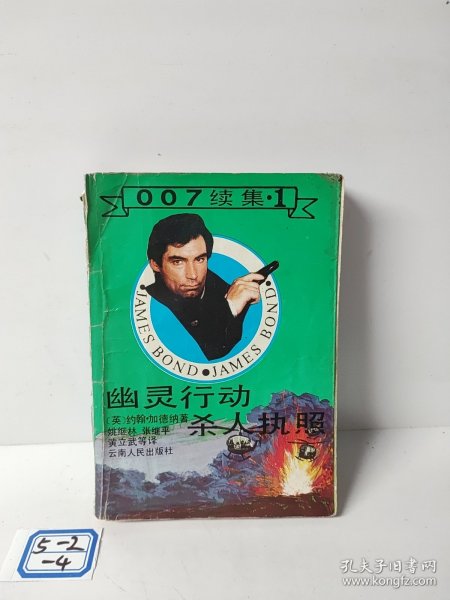 007续集·1
JAMES BOND•JAMES BOND•
幽灵行动
(英)约翰·加德纳著
杀人执照
姚继林 张继平
黄立武等译
云南人民出版社
5-2
-4
孔夫子旧书网
www.kongfz.com